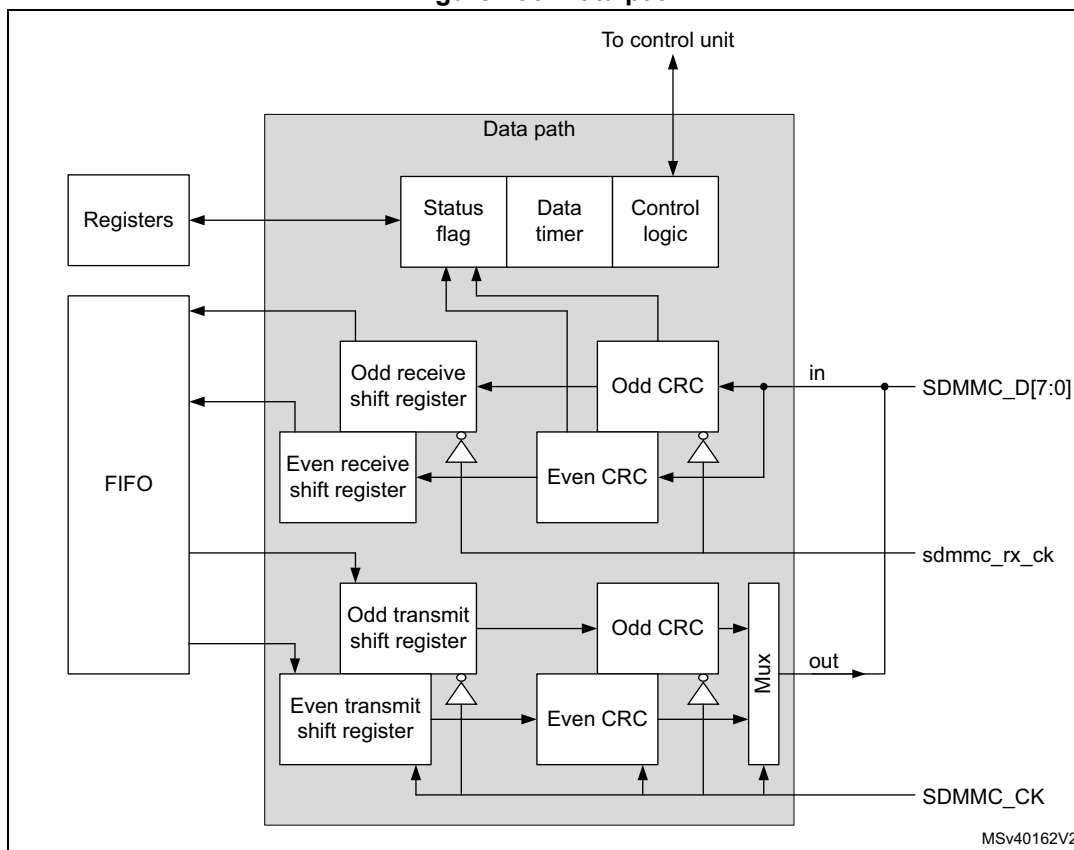 To control unit
Data path
Registers
Status
flag
Data
timer
Control
logic
FIFO
Odd receive
shift register
Odd CRC
in
SDMMC_D[7:0]
Even receive
shift register
Even CRC
sdmmc_rx_ck
Odd transmit
shift register
Odd CRC
Mux
out
Even transmit
shift register
Even CRC
SDMMC_CK
MSv40162V2